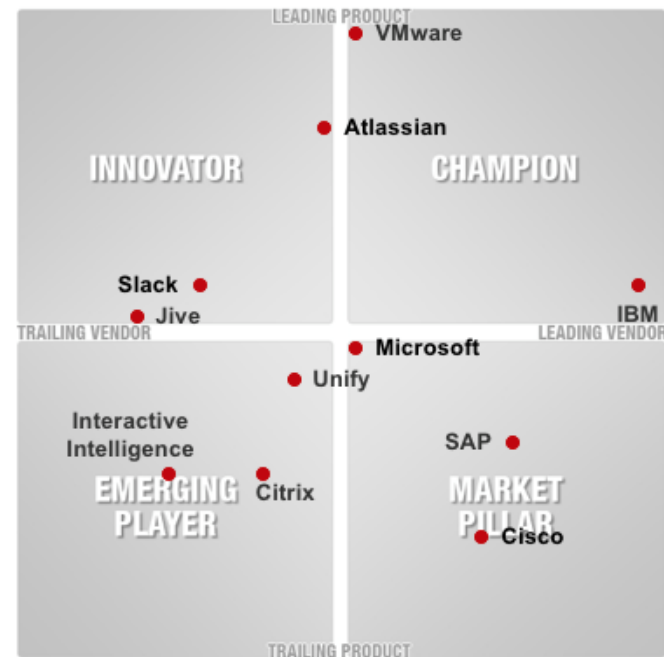 LEADING PRODUCT
VMware
Atlassian
INNOVATOR
CHAMPION
Slack
Jive
IBM
TRAILING VENDOR
LEADING VENDOR
Microsoft
Unify
Interactive
Intelligence
SAP
Citrix
EMERGING
PLAYER
MARKET
PILLAR
Cisco
TRAILING PRODUCT